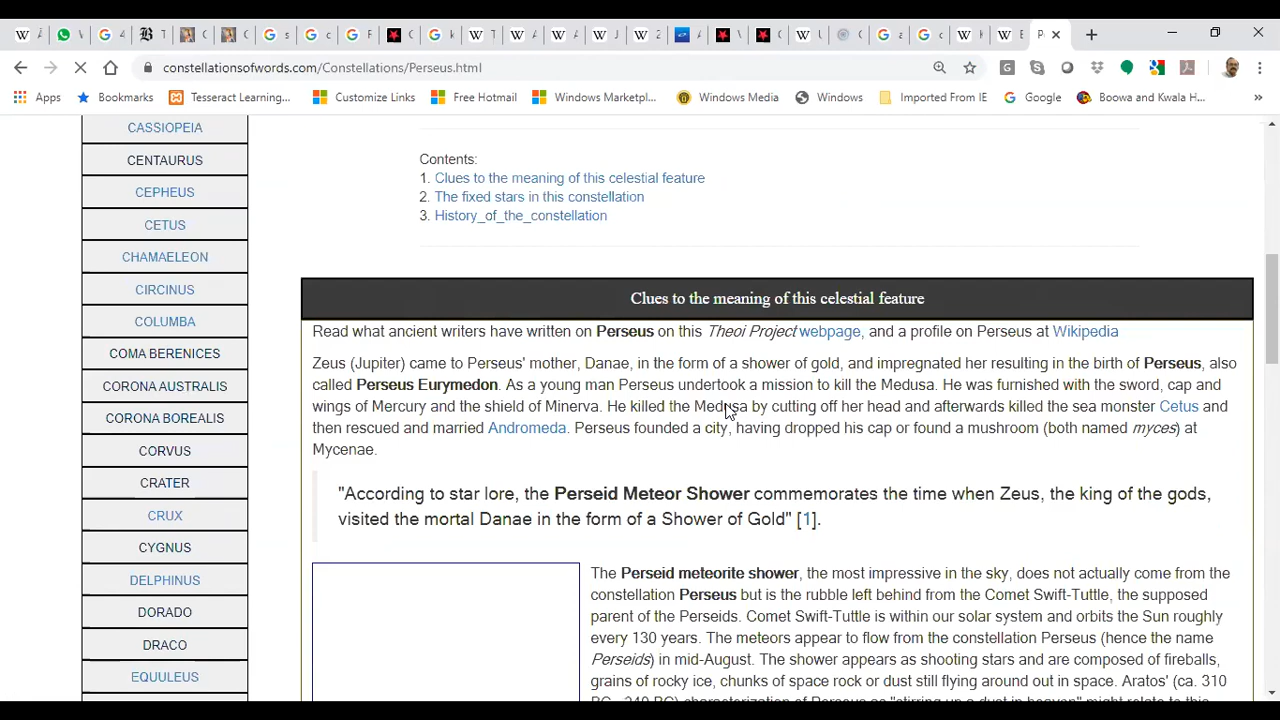 constellationsofwords.com/Constellations/Perseus.html
Apps Bookmarks Tesseract Learning... Customize Links Free Hotmail Windows Marketpl... Windows Media Windows Imported From IE Google Boowa and Kwala H... »
CASSIOPEIA
CENTAURUS
CEPHEUS
CETUS
CHAMAELEON
CIRCINUS
COLUMBA
COMA BERENICES
CORONA AUSTRALIS
CORONA BOREALIS
CORVUS
CRATER
CRUX
CYGNUS
DELPHINUS
DORADO
DRACO
EQUULEUS
Contents:
1. Clues to the meaning of this celestial feature
2. The fixed stars in this constellation
3. History_of_the_constellation
Clues to the meaning of this celestial feature
Read what ancient writers have written on Perseus on this Theoi Project webpage, and a profile on Perseus at Wikipedia
Zeus (Jupiter) came to Perseus' mother, Danae, in the form of a shower of gold, and impregnated her resulting in the birth of Perseus, also
called Perseus Eurymedon. As a young man Perseus undertook a mission to kill the Medusa. He was furnished with the sword, cap and
wings of Mercury and the shield of Minerva. He killed the Medusa by cutting off her head and afterwards killed the sea monster Cetus and
then rescued and married Andromeda. Perseus founded a city, having dropped his cap or found a mushroom (both named myces) at
Mycenae.
"According to star lore, the Perseid Meteor Shower commemorates the time when Zeus, the king of the gods,
visited the mortal Danae in the form of a Shower of Gold" [1].
The Perseid meteorite shower, the most impressive in the sky, does not actually come from the
constellation Perseus but is the rubble left behind from the Comet Swift-Tuttle, the supposed
parent of the Perseids. Comet Swift-Tuttle is within our solar system and orbits the Sun roughly
every 130 years. The meteors appear to flow from the constellation Perseus (hence the name
Perseids) in mid-August. The shower appears as shooting stars and are composed of fireballs,
grains of rocky ice, chunks of space rock or dust still flying around out in space. Aratos' (ca. 310
BC - 240 BC) characterization of Perseus as "stirring up a dust in heaven" might relate to this